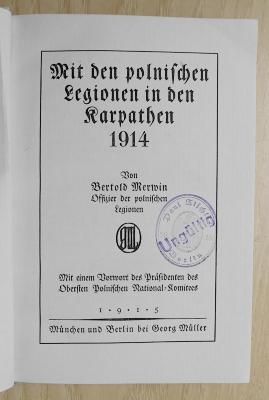 Mit den polnischen
Legionen in den
Karpathen
1914
Von
Bertold Merwin
Offizier der polnischen
Legionen
Ungültig
Mit einem Vorwort des Präsidenten des
Obersten Polnischen National-Komitees
1 · 9 · 1 · 5
München und Berlin bei Georg Müller